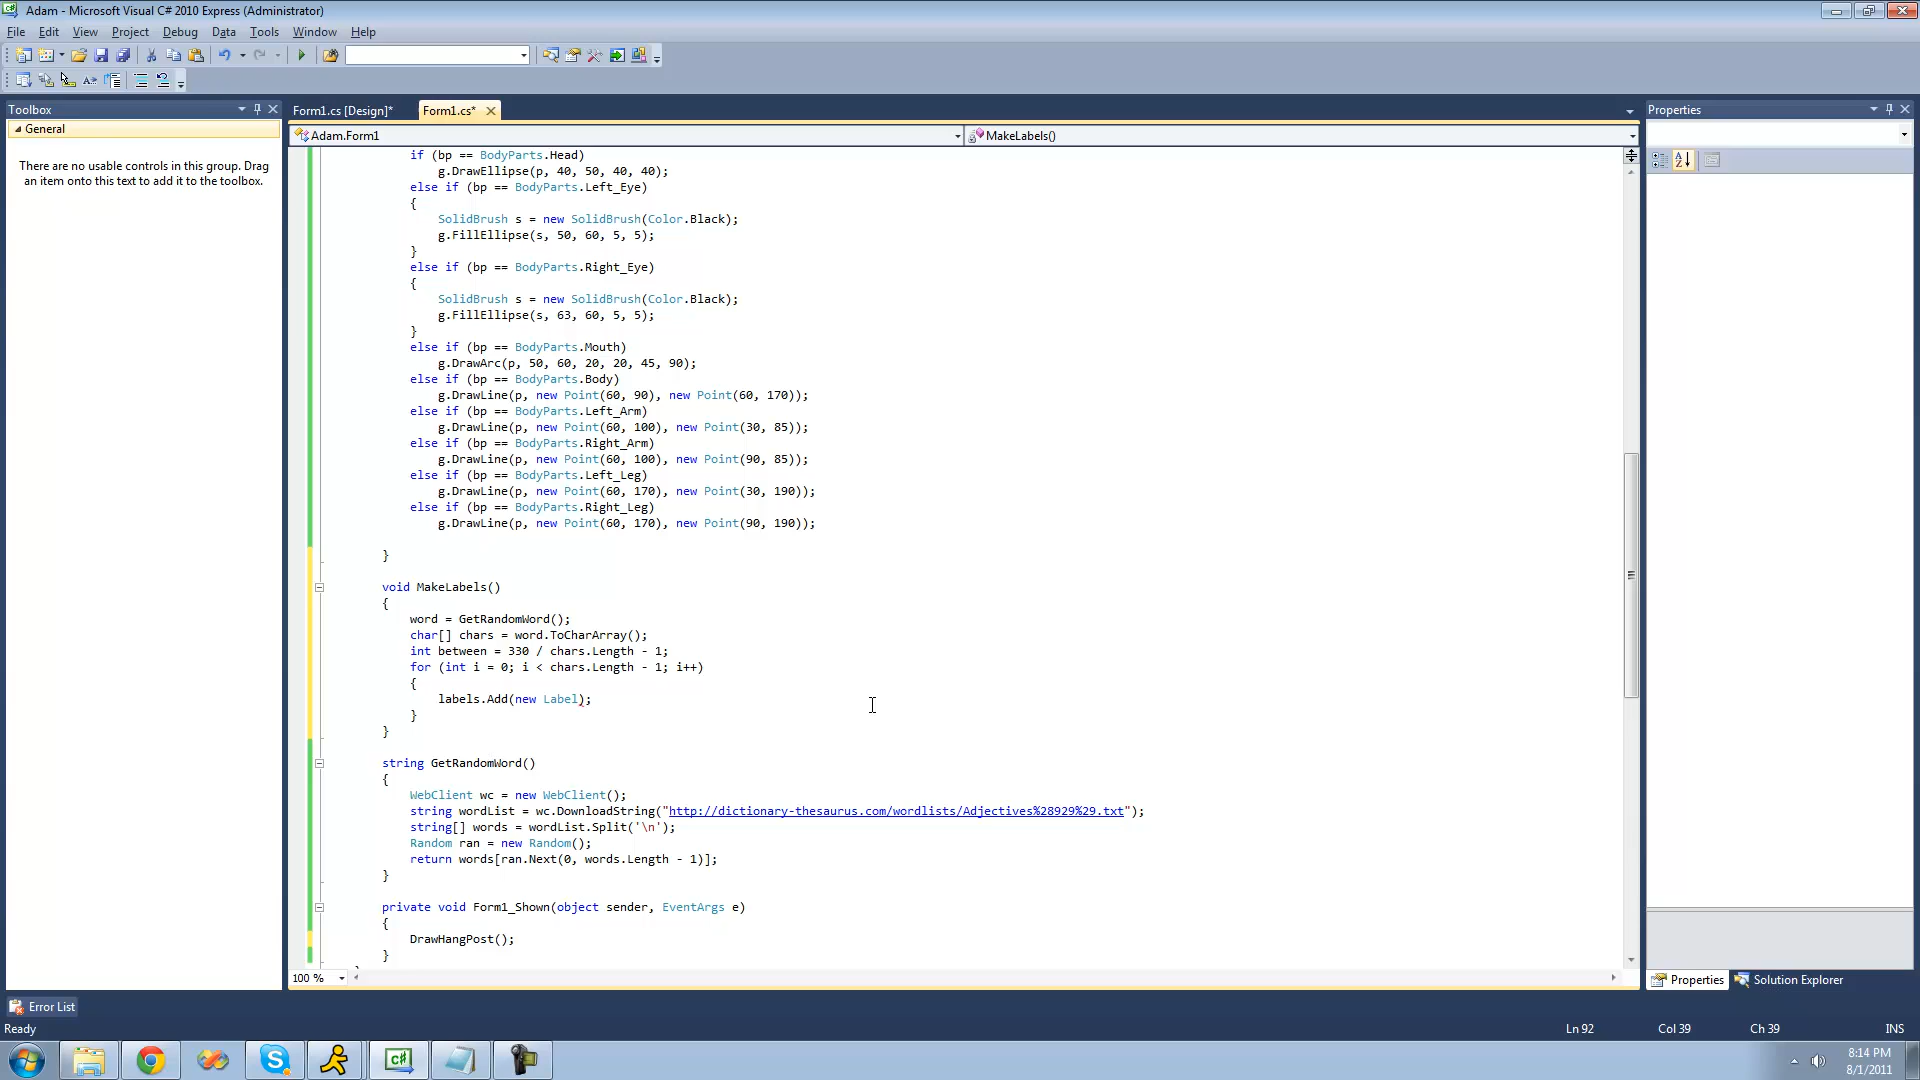 Adam - Microsoft Visual C# 2010 Express (Administrator)
File Edit View Project Debug Data Tools Window Help
Toolbox
General
There are no usable controls in this group. Drag
an item onto this text to add it to the toolbox.
Form1.cs [Design]* Form1.cs*
Adam.Form1 MakeLabels()
if (bp == BodyParts.Head)
g.DrawEllipse(p, 40, 50, 40, 40);
else if (bp == BodyParts.Left_Eye)
{
SolidBrush s = new SolidBrush(Color.Black);
g.FillEllipse(s, 50, 60, 5, 5);
}
else if (bp == BodyParts.Right_Eye)
{
SolidBrush s = new SolidBrush(Color.Black);
g.FillEllipse(s, 63, 60, 5, 5);
}
else if (bp == BodyParts.Mouth)
g.DrawArc(p, 50, 60, 20, 20, 45, 90);
else if (bp == BodyParts.Body)
g.DrawLine(p, new Point(60, 90), new Point(60, 170));
else if (bp == BodyParts.Left_Arm)
g.DrawLine(p, new Point(60, 100), new Point(30, 85));
else if (bp == BodyParts.Right_Arm)
g.DrawLine(p, new Point(60, 100), new Point(90, 85));
else if (bp == BodyParts.Left_Leg)
g.DrawLine(p, new Point(60, 170), new Point(30, 190));
else if (bp == BodyParts.Right_Leg)
g.DrawLine(p, new Point(60, 170), new Point(90, 190));
}
void MakeLabels()
{
word = GetRandomWord();
char[] chars = word.ToCharArray();
int between = 330 / chars.Length - 1;
for (int i = 0; i < chars.Length - 1; i++)
{
labels.Add(new Label);
}
}
string GetRandomWord()
{
WebClient wc = new WebClient();
string wordList = wc.DownloadString("http://dictionary-thesaurus.com/wordlists/Adjectives%28929%29.txt");
string[] words = wordList.Split('\n');
Random ran = new Random();
return words[ran.Next(0, words.Length - 1)];
}
private void Form1_Shown(object sender, EventArgs e)
{
DrawHangPost();
}
100 %
Properties
Properties Solution Explorer
Error List
Ready Ln 92 Col 39 Ch 39 INS
8:14 PM
8/1/2011